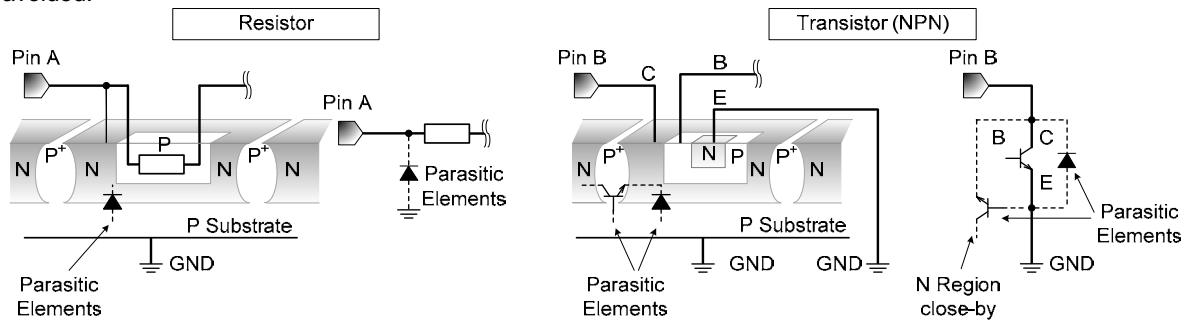 Resistor
Pin A
N
P+
N
P
P+
N
P Substrate
GND
Parasitic
Elements
Pin A
Parasitic
Elements
Transistor (NPN)
Pin B
C
B
E
N
P+
N
P
P+
N
N
P Substrate
GND
GND
Parasitic
Elements
Pin B
B
C
E
Parasitic
Elements
GND
N Region
close-by